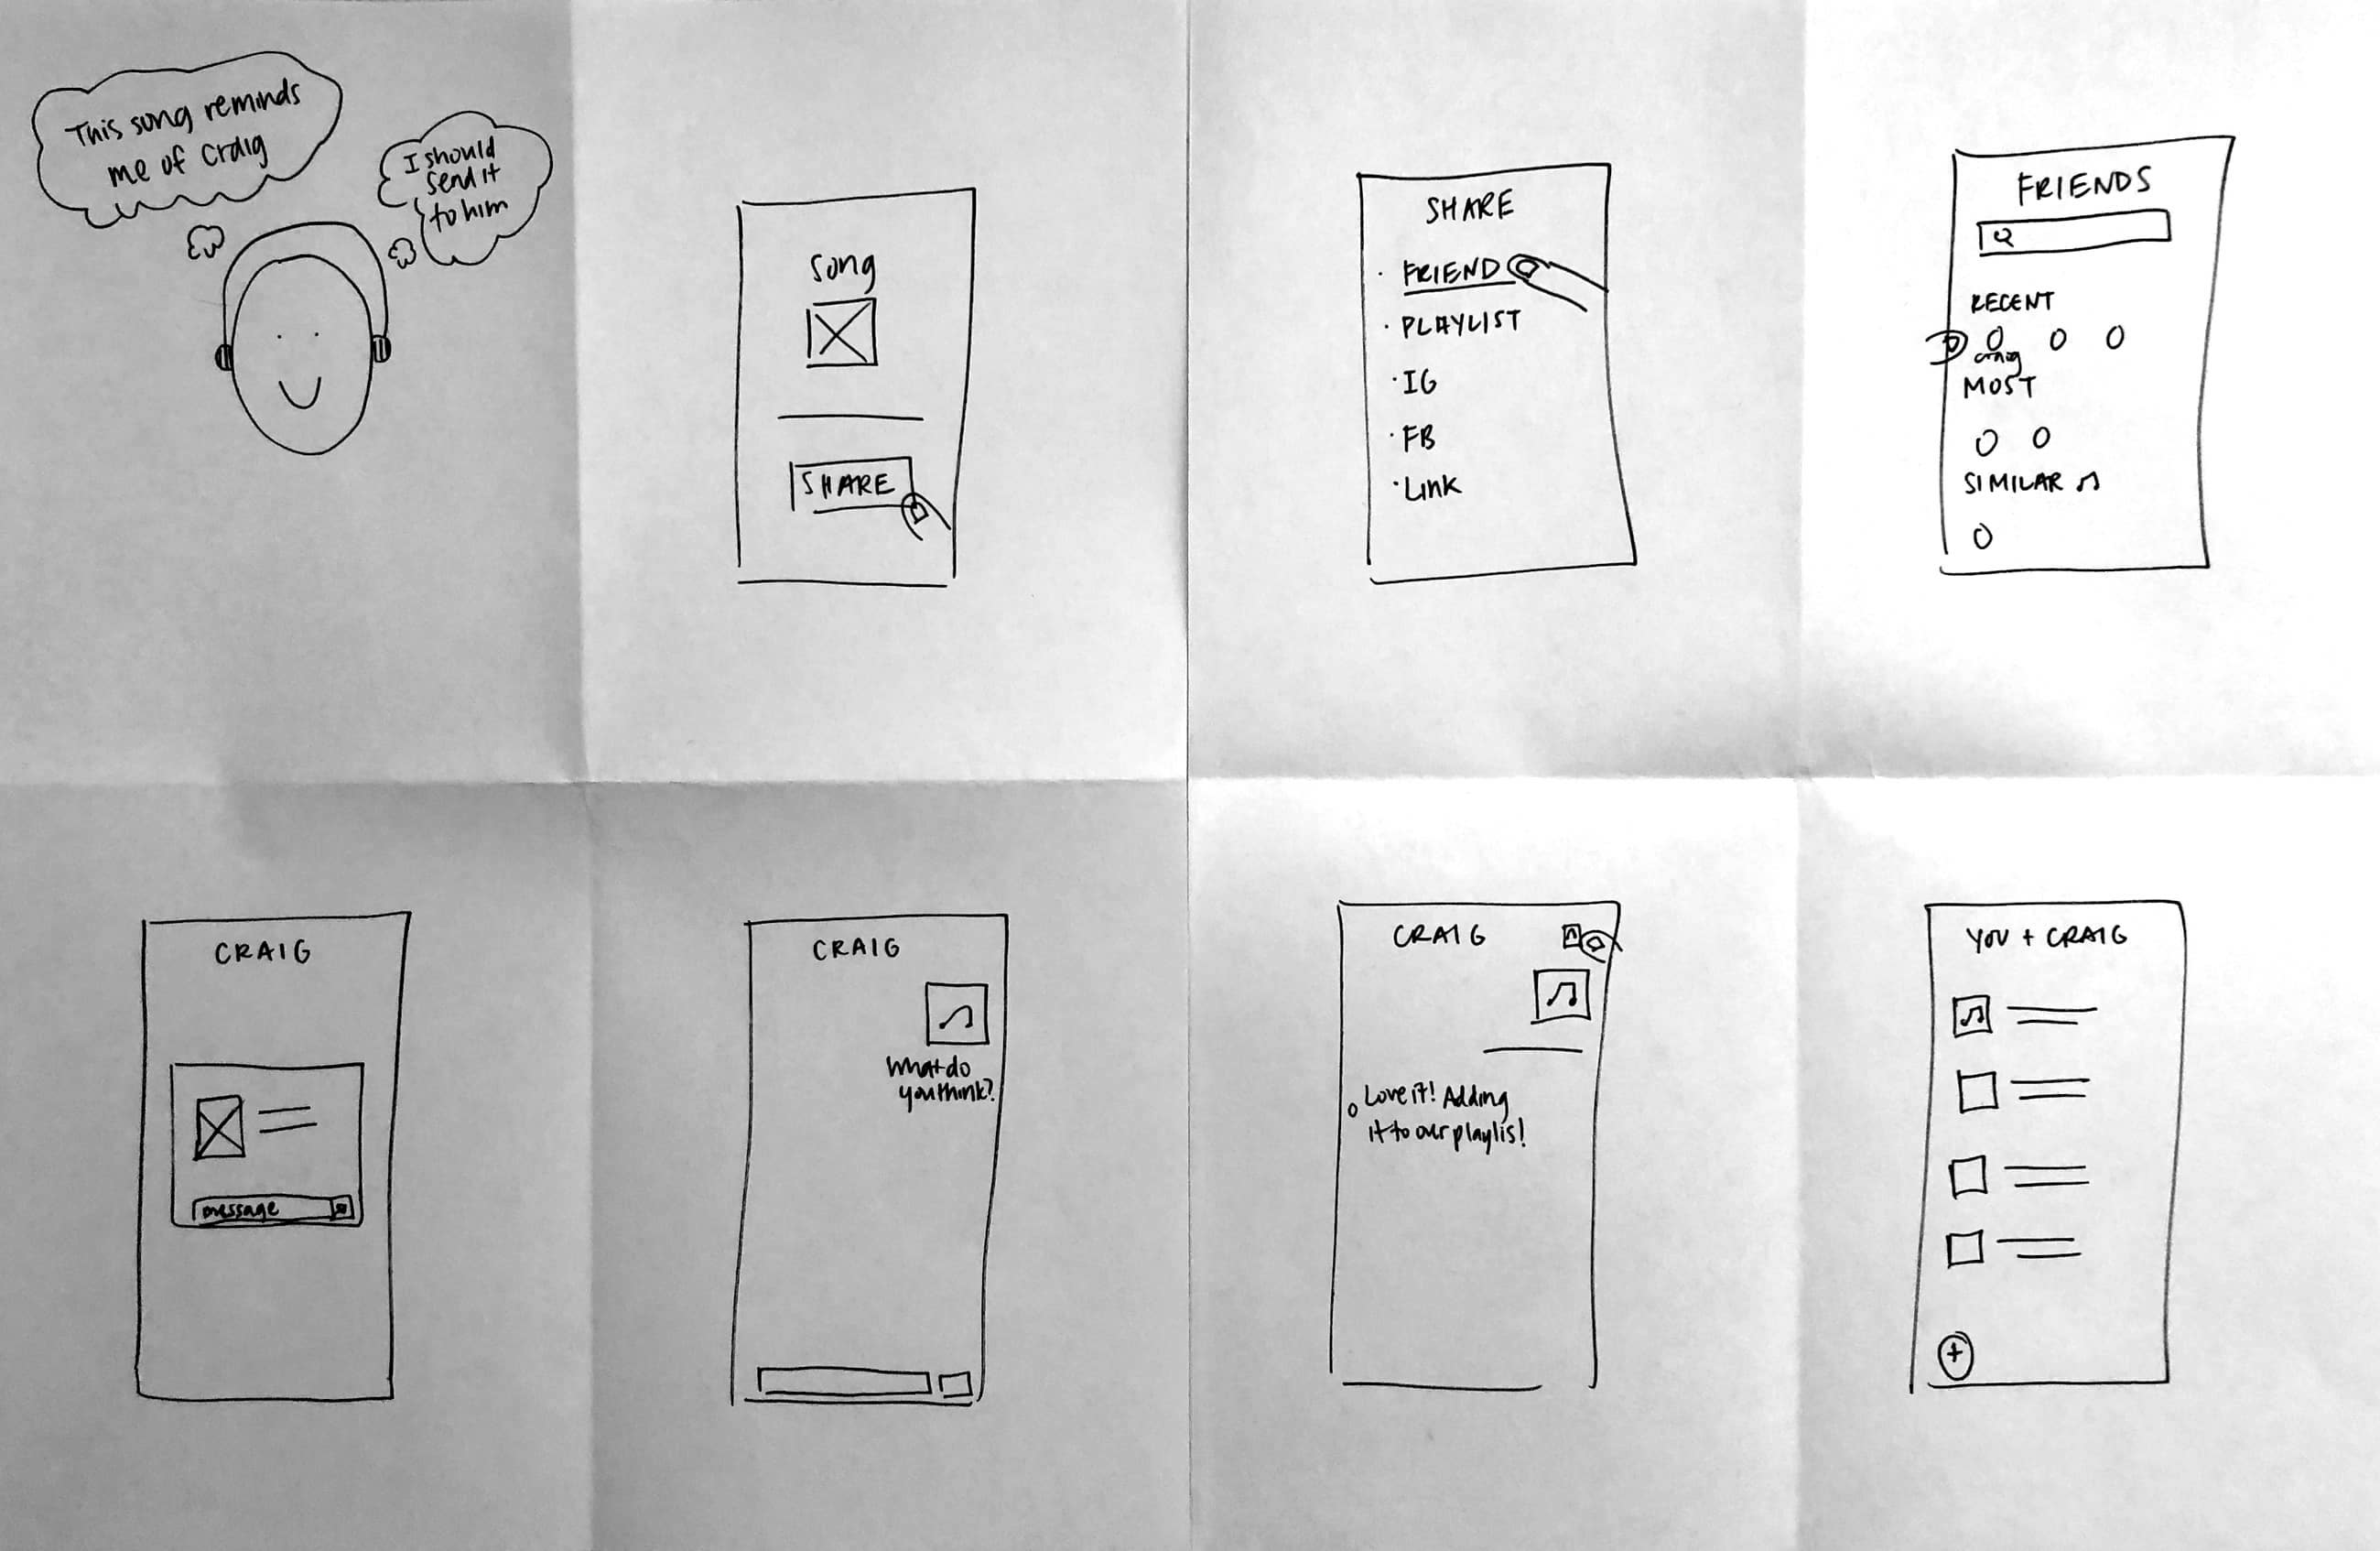 This song reminds
me of Craig
I should
send it
to him
song
SHARE
SHARE
· FRIEND
· PLAYLIST
· IG
· FB
· Link
FRIENDS
RECENT
craig
MOST
SIMILAR ♫
CRAIG
message
CRAIG
What do
you think?
CRAIG
Love it! Adding
it to our playlis!
YOU + CRAIG
+